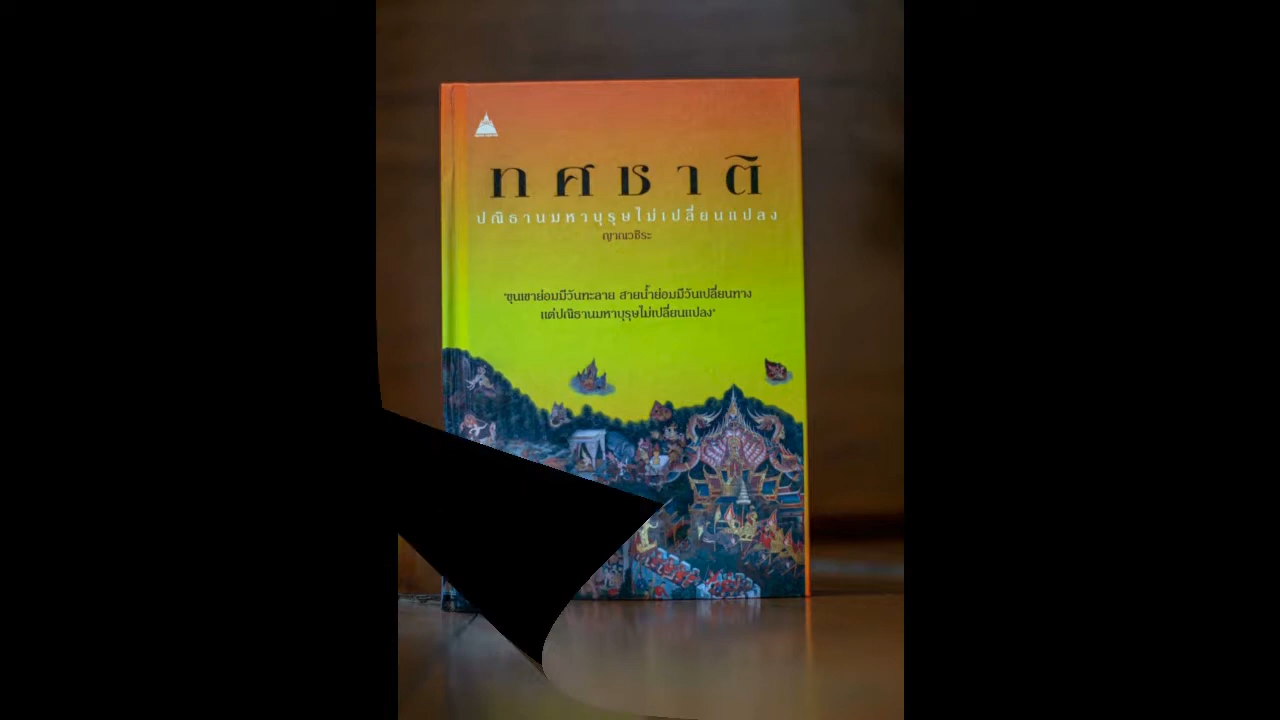 ทศชาติ
ปณิธานมหาบุรุษไม่เปลี่ยนแปลง
ญาณวชิระ
"ขุนเขาย่อมมีวันทะลาย สายน้ำย่อมมีวันเปลี่ยนทาง
แต่ปณิธานมหาบุรุษไม่เปลี่ยนแปลง"